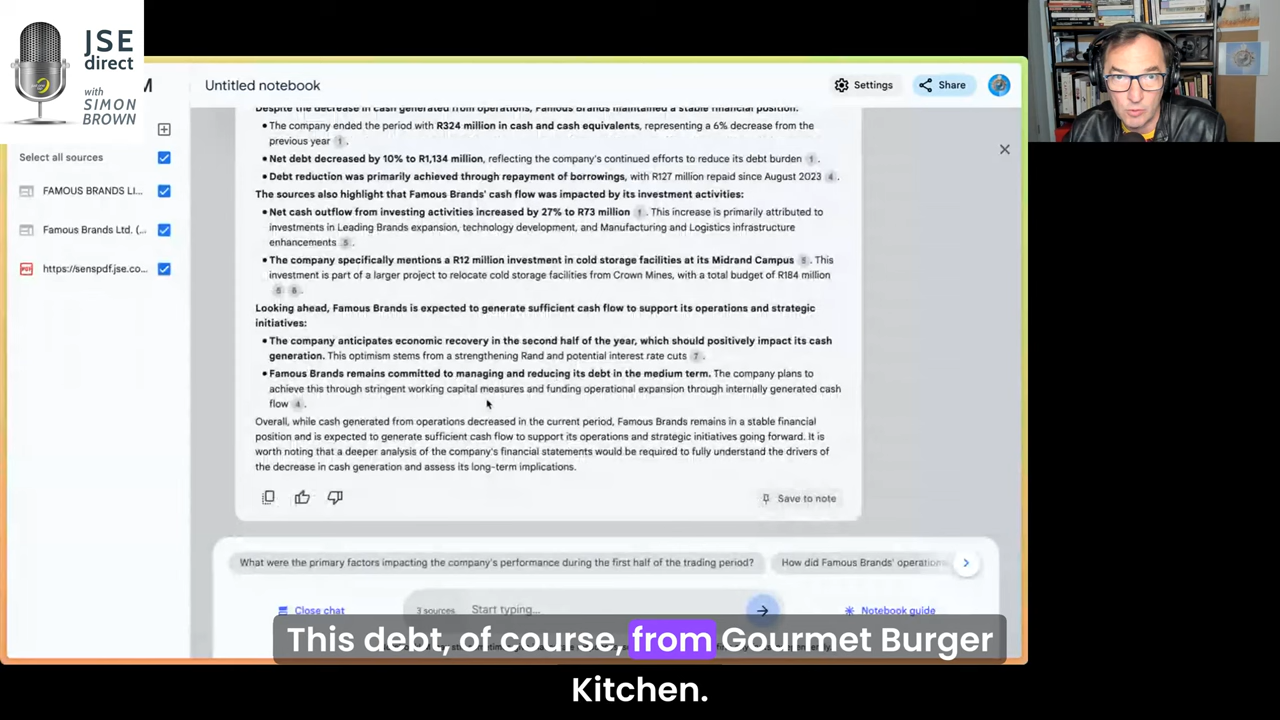 JSE
direct
with
SIMON
BROWN
M
Untitled notebook
Settings
Share
Select all sources
FAMOUS BRANDS LI...
Famous Brands Ltd. (...
PDF
https://senspdf.jse.co...
Despite the decrease in cash generated from operations, Famous Brands maintained a stable financial position:
• The company ended the period with R324 million in cash and cash equivalents, representing a 6% decrease from the
previous year 1.
• Net debt decreased by 10% to R1,134 million, reflecting the company's continued efforts to reduce its debt burden 1.
• Debt reduction was primarily achieved through repayment of borrowings, with R127 million repaid since August 2023 4.
The sources also highlight that Famous Brands' cash flow was impacted by its investment activities:
• Net cash outflow from investing activities increased by 27% to R73 million 1. This increase is primarily attributed to
investments in Leading Brands expansion, technology development, and Manufacturing and Logistics infrastructure
enhancements 5.
• The company specifically mentions a R12 million investment in cold storage facilities at its Midrand Campus 5. This
investment is part of a larger project to relocate cold storage facilities from Crown Mines, with a total budget of R184 million
5 6.
Looking ahead, Famous Brands is expected to generate sufficient cash flow to support its operations and strategic
initiatives:
• The company anticipates economic recovery in the second half of the year, which should positively impact its cash
generation. This optimism stems from a strengthening Rand and potential interest rate cuts 7.
• Famous Brands remains committed to managing and reducing its debt in the medium term. The company plans to
achieve this through stringent working capital measures and funding operational expansion through internally generated cash
flow 4.
Overall, while cash generated from operations decreased in the current period, Famous Brands remains in a stable financial
position and is expected to generate sufficient cash flow to support its operations and strategic initiatives going forward. It is
worth noting that a deeper analysis of the company's financial statements would be required to fully understand the drivers of
the decrease in cash generation and assess its long-term implications.
Save to note
What were the primary factors impacting the company's performance during the first half of the trading period?
How did Famous Brands' operation
Close chat
3 sources
Start typing...
Notebook guide
This debt, of course, from Gourmet Burger
Kitchen.